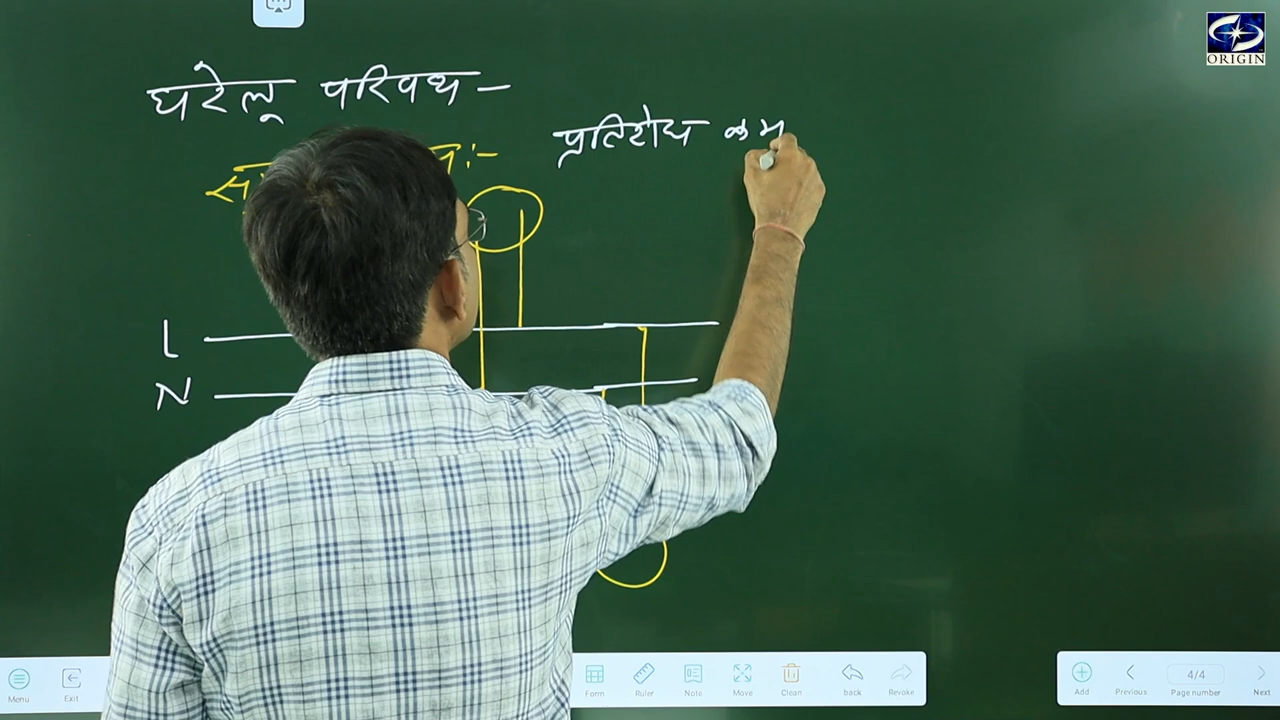 घरेलू परिपथ –
प्रतिरोध कम
L
N
ORIGIN
Menu
Exit
Form
Ruler
Note
Move
Clean
back
Revoke
Add
Previous
4/4
Page number
Next